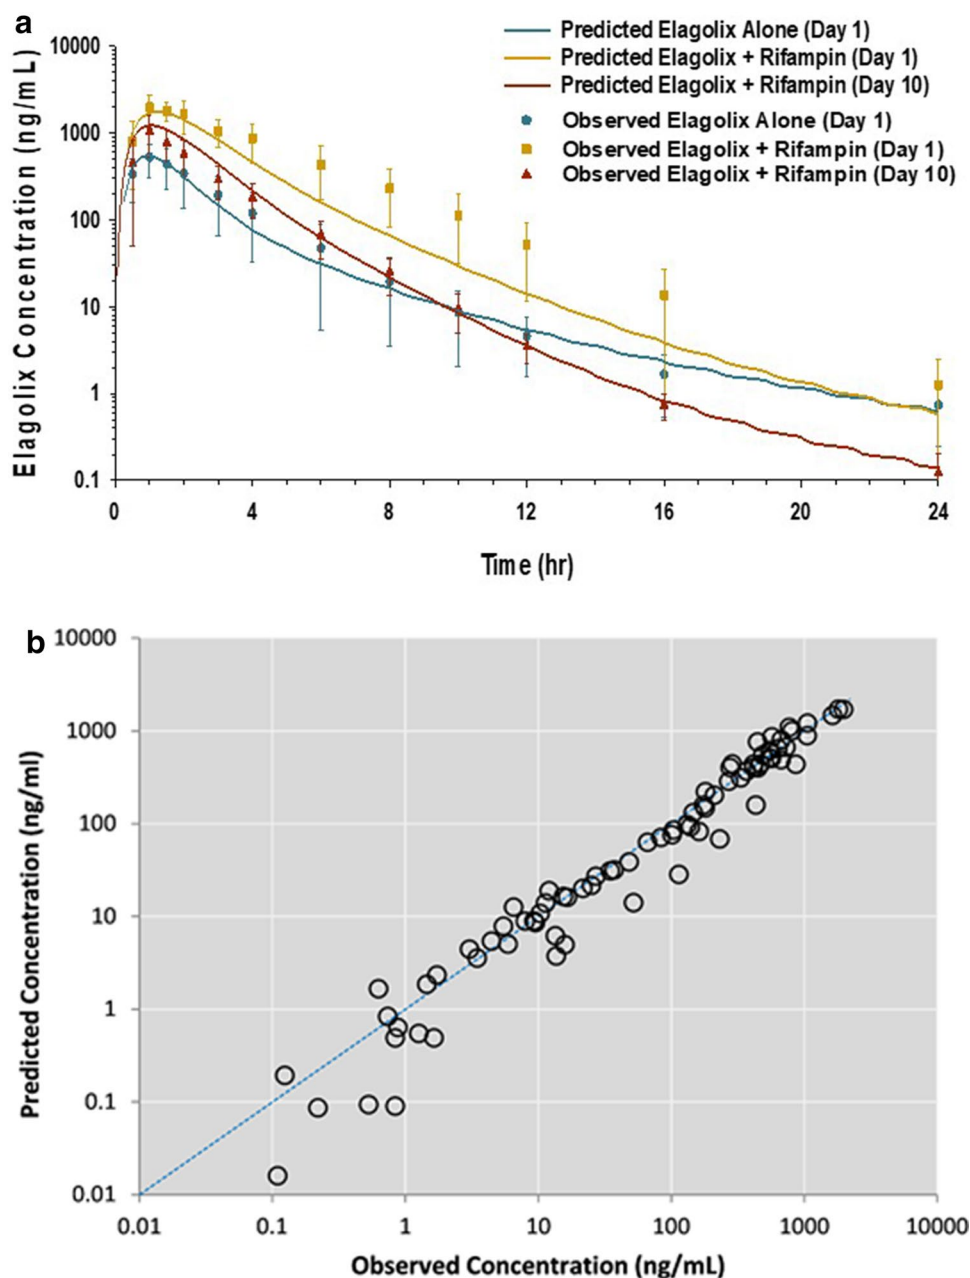 a
Predicted Elagolix Alone (Day 1)
Predicted Elagolix + Rifampin (Day 1)
Predicted Elagolix + Rifampin (Day 10)
Observed Elagolix Alone (Day 1)
Observed Elagolix + Rifampin (Day 1)
Observed Elagolix + Rifampin (Day 10)
Elagolix Concentration (ng/mL)
10000
1000
100
10
1
0.1
0 4 8 12 16 20 24
Time (hr)
b
Predicted Concentration (ng/ml)
10000
1000
100
10
1
0.1
0.01
0.01 0.1 1 10 100 1000 10000
Observed Concentration (ng/mL)